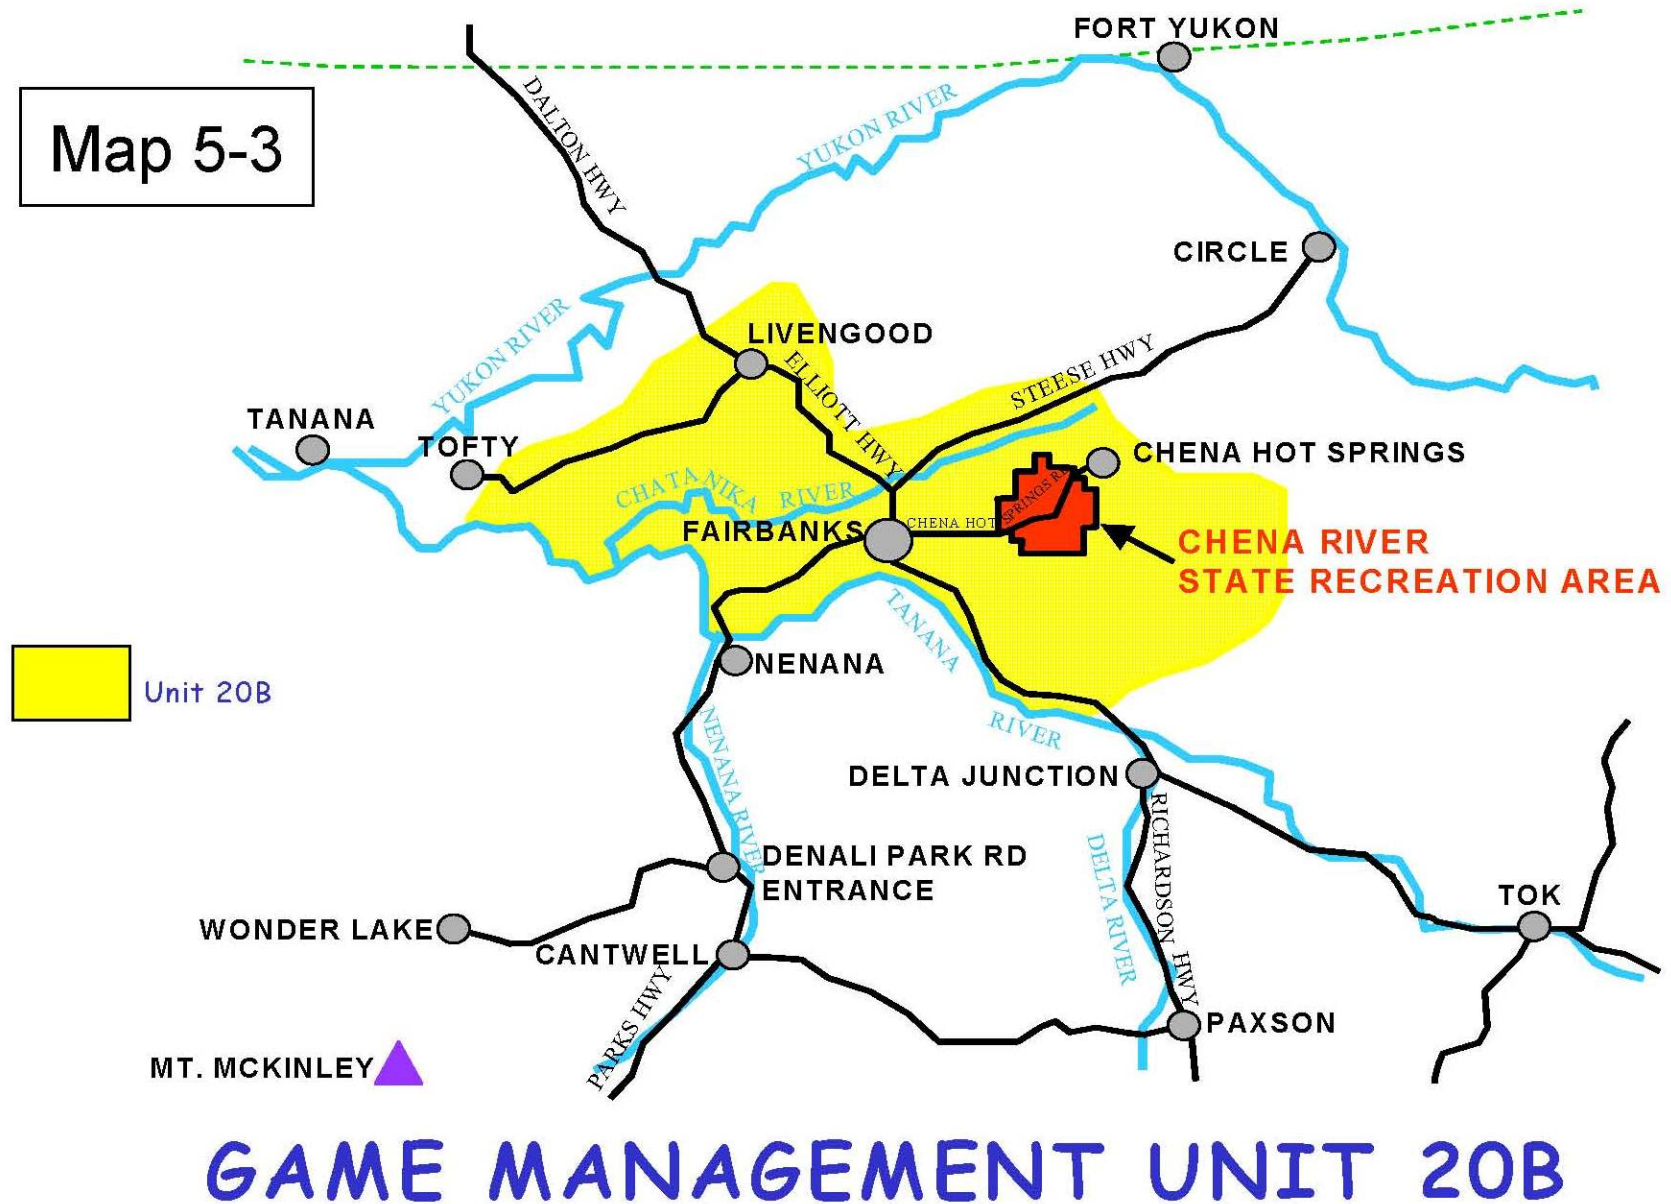 FORT YUKON
Map 5-3
DALTON HWY
YUKON RIVER
CIRCLE
YUKON RIVER
LIVENGOOD
ELLIOTT HWY
STEESE HWY
TANANA
TOFTY
CHENA HOT SPRINGS
CHATANIKA RIVER
FAIRBANKS
CHENA HOT SPRINGS RD
CHENA RIVER
STATE RECREATION AREA
TANANA
RIVER
NENANA
Unit 20B
NENANA RIVER
DELTA JUNCTION
RICHARDSON HWY
DELTA RIVER
DENALI PARK RD
ENTRANCE
TOK
WONDER LAKE
CANTWELL
PARKS HWY
PAXSON
MT. MCKINLEY
GAME MANAGEMENT UNIT 20B